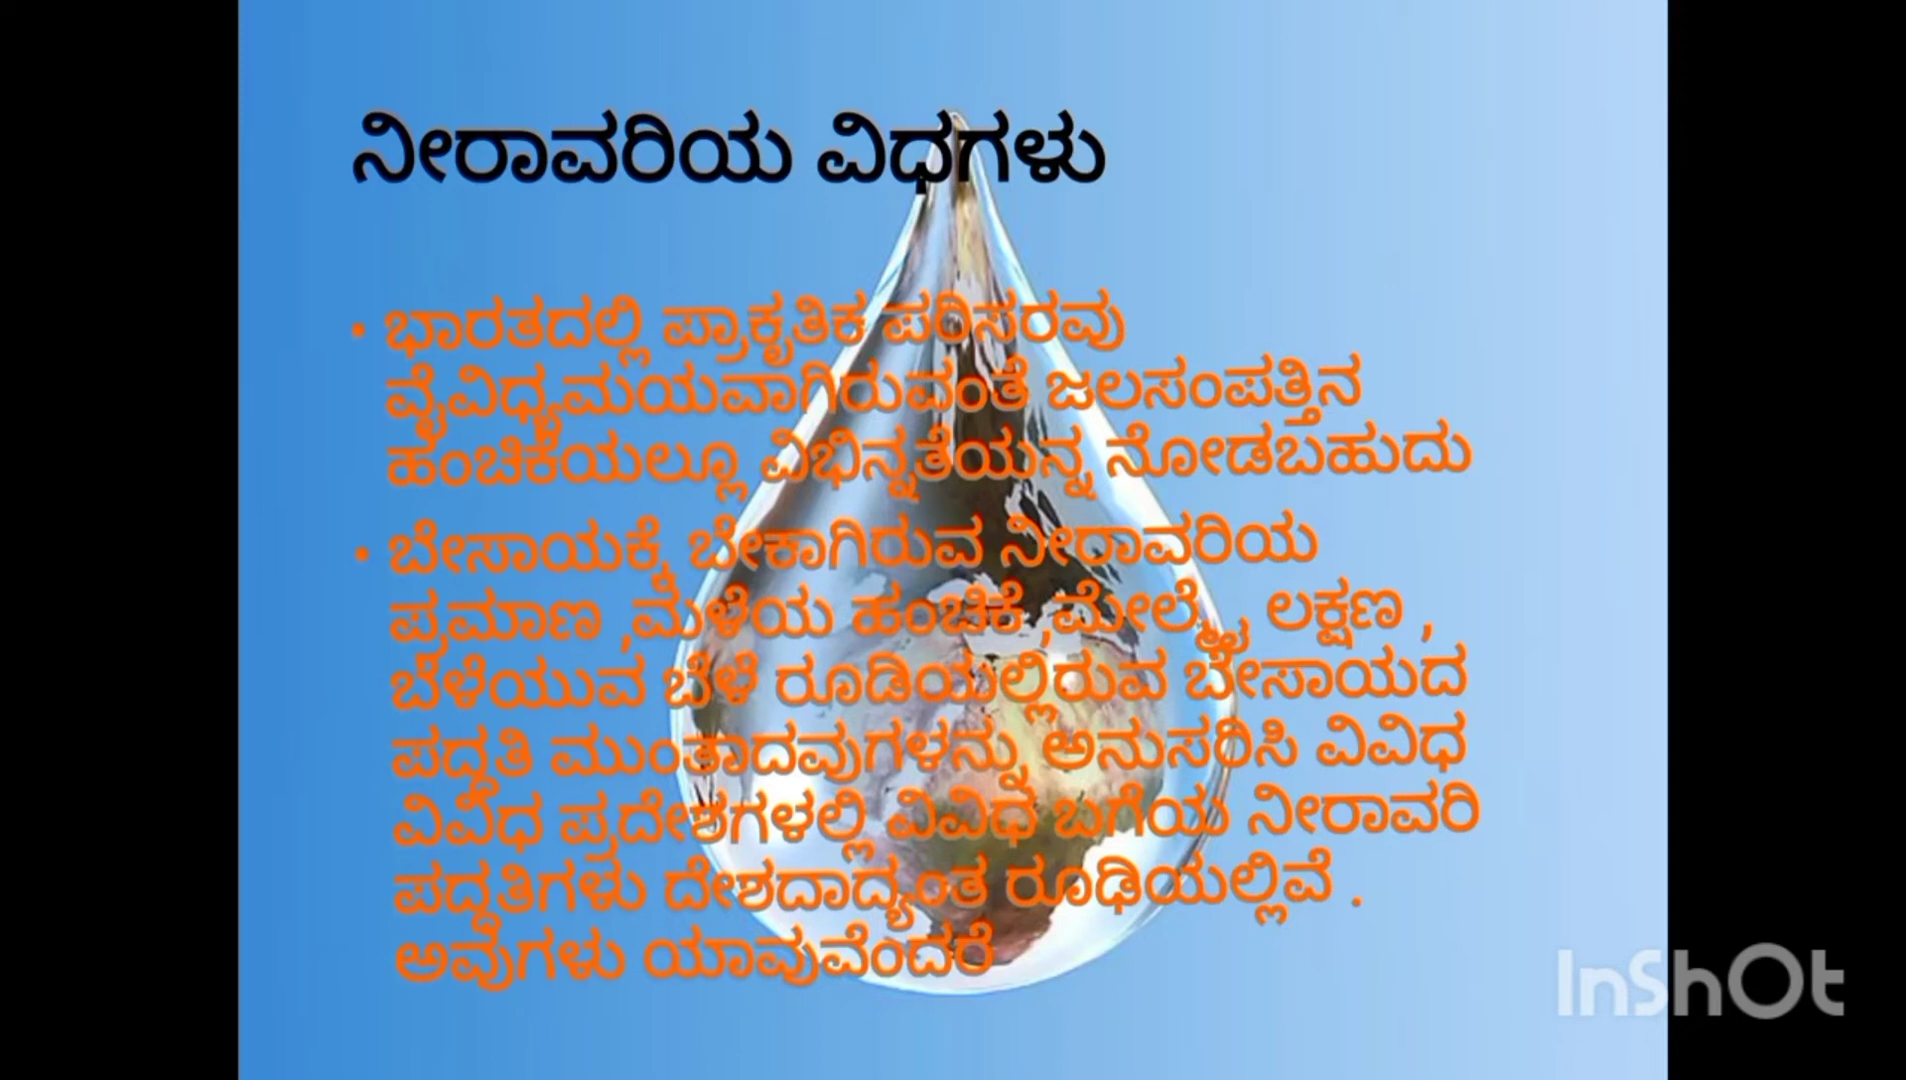 ನೀರಾವರಿಯ ವಿಧಗಳು
• ಭಾರತದಲ್ಲಿ ಪ್ರಾಕೃತಿಕ ಪರಿಸರವು
ವೈವಿಧ್ಯಮಯವಾಗಿರುವಂತೆ ಜಲಸಂಪತ್ತಿನ
ಹಂಚಿಕೆಯಲ್ಲೂ ವಿಭಿನ್ನತೆಯನ್ನ ನೋಡಬಹುದು
• ಬೇಸಾಯಕ್ಕೆ ಬೇಕಾಗಿರುವ ನೀರಾವರಿಯ
ಪ್ರಮಾಣ ,ಮಳೆಯ ಹಂಚಿಕೆ ,ಮೇಲ್ಮೈ ಲಕ್ಷಣ ,
ಬೆಳೆಯುವ ಬೆಳೆ ರೂಡಿಯಲ್ಲಿರುವ ಬೇಸಾಯದ
ಪದ್ಧತಿ ಮುಂತಾದವುಗಳನ್ನು ಅನುಸರಿಸಿ ವಿವಿಧ
ವಿವಿಧ ಪ್ರದೇಶಗಳಲ್ಲಿ ವಿವಿಧ ಬಗೆಯ ನೀರಾವರಿ
ಪದ್ಧತಿಗಳು ದೇಶದಾದ್ಯಂತ ರೂಢಿಯಲ್ಲಿವೆ .
ಅವುಗಳು ಯಾವುವೆಂದರೆ
InShOt